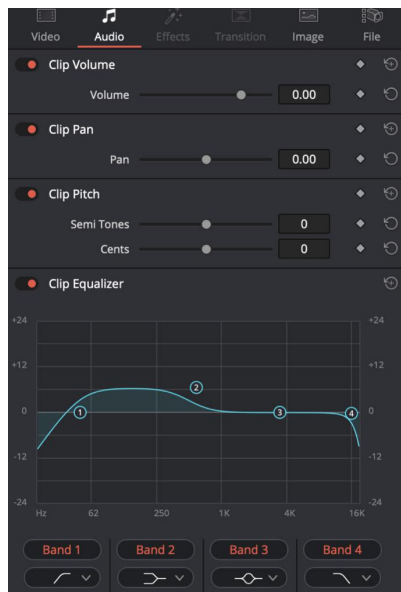 Video Audio Effects Transition Image File
Clip Volume
Volume 0.00
Clip Pan
Pan 0.00
Clip Pitch
Semi Tones 0
Cents 0
Clip Equalizer
+24 +24
+12 +12
2
0 1 3 4 0
-12 -12
-24 -24
Hz 62 250 1K 4K 16K
Band 1 Band 2 Band 3 Band 4